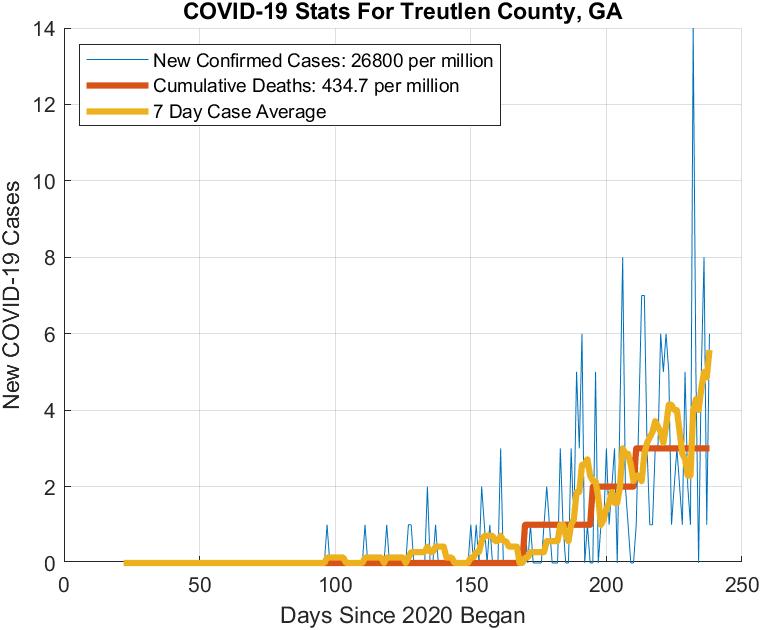 COVID-19 Stats For Treutlen County, GA
New Confirmed Cases: 26800 per million
Cumulative Deaths: 434.7 per million
7 Day Case Average
14
12
10
8
6
4
2
0
New COVID-19 Cases
0 50 100 150 200 250
Days Since 2020 Began